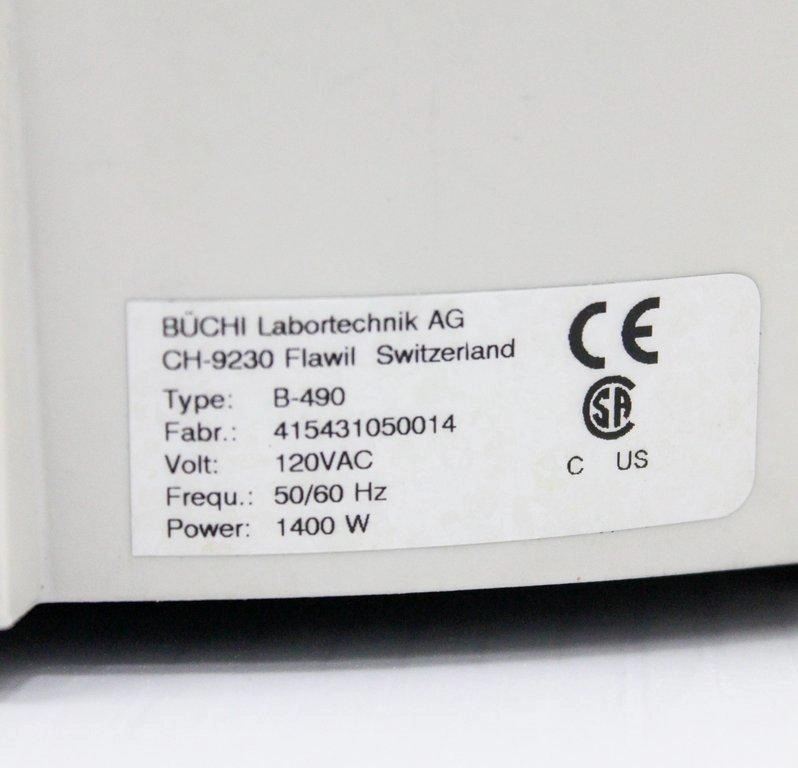 BÜCHI Labortechnik AG
CH-9230 Flawil Switzerland
Type: B-490
Fabr.: 415431050014
Volt: 120VAC
Frequ.: 50/60 Hz
Power: 1400 W
CE
SA
C US